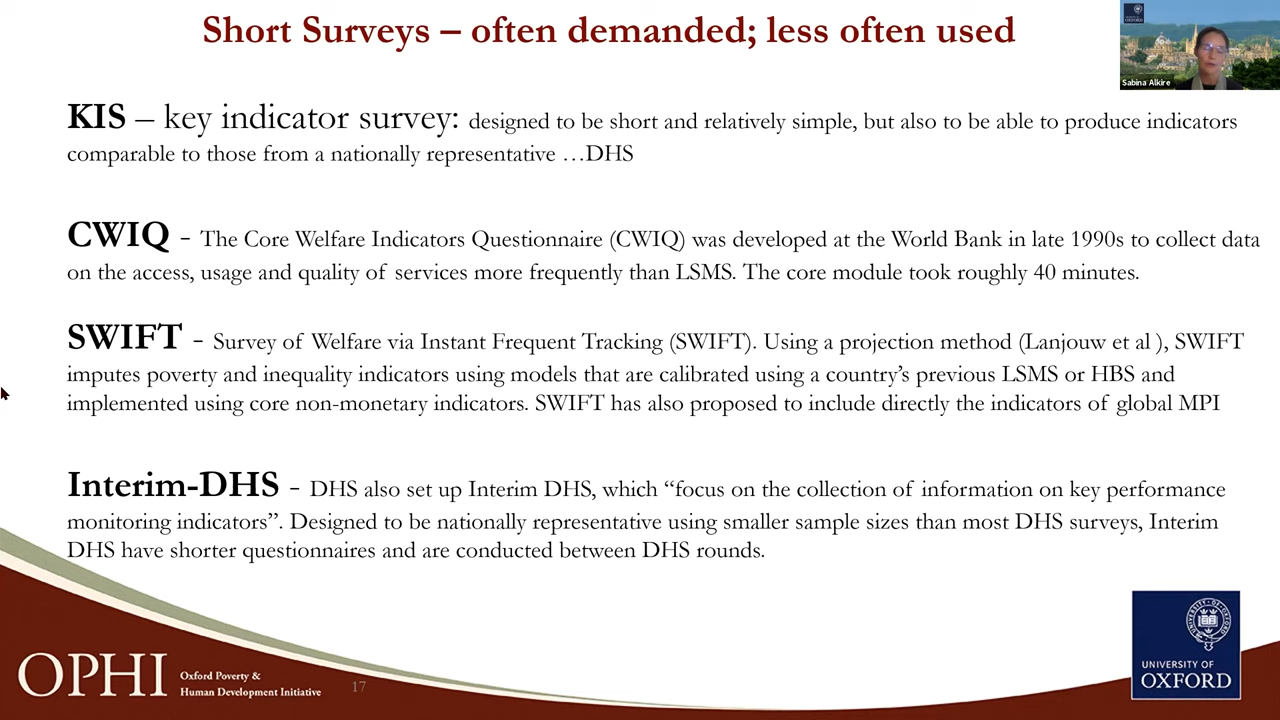 Short Surveys – often demanded; less often used
Sabina Alkire
KIS – key indicator survey: designed to be short and relatively simple, but also to be able to produce indicators
comparable to those from a nationally representative …DHS
CWIQ - The Core Welfare Indicators Questionnaire (CWIQ) was developed at the World Bank in late 1990s to collect data
on the access, usage and quality of services more frequently than LSMS. The core module took roughly 40 minutes.
SWIFT - Survey of Welfare via Instant Frequent Tracking (SWIFT). Using a projection method (Lanjouw et al ), SWIFT
imputes poverty and inequality indicators using models that are calibrated using a country’s previous LSMS or HBS and
implemented using core non-monetary indicators. SWIFT has also proposed to include directly the indicators of global MPI
Interim-DHS - DHS also set up Interim DHS, which “focus on the collection of information on key performance
monitoring indicators”. Designed to be nationally representative using smaller sample sizes than most DHS surveys, Interim
DHS have shorter questionnaires and are conducted between DHS rounds.
OPHI
Oxford Poverty &
Human Development Initiative
17
UNIVERSITY OF
OXFORD